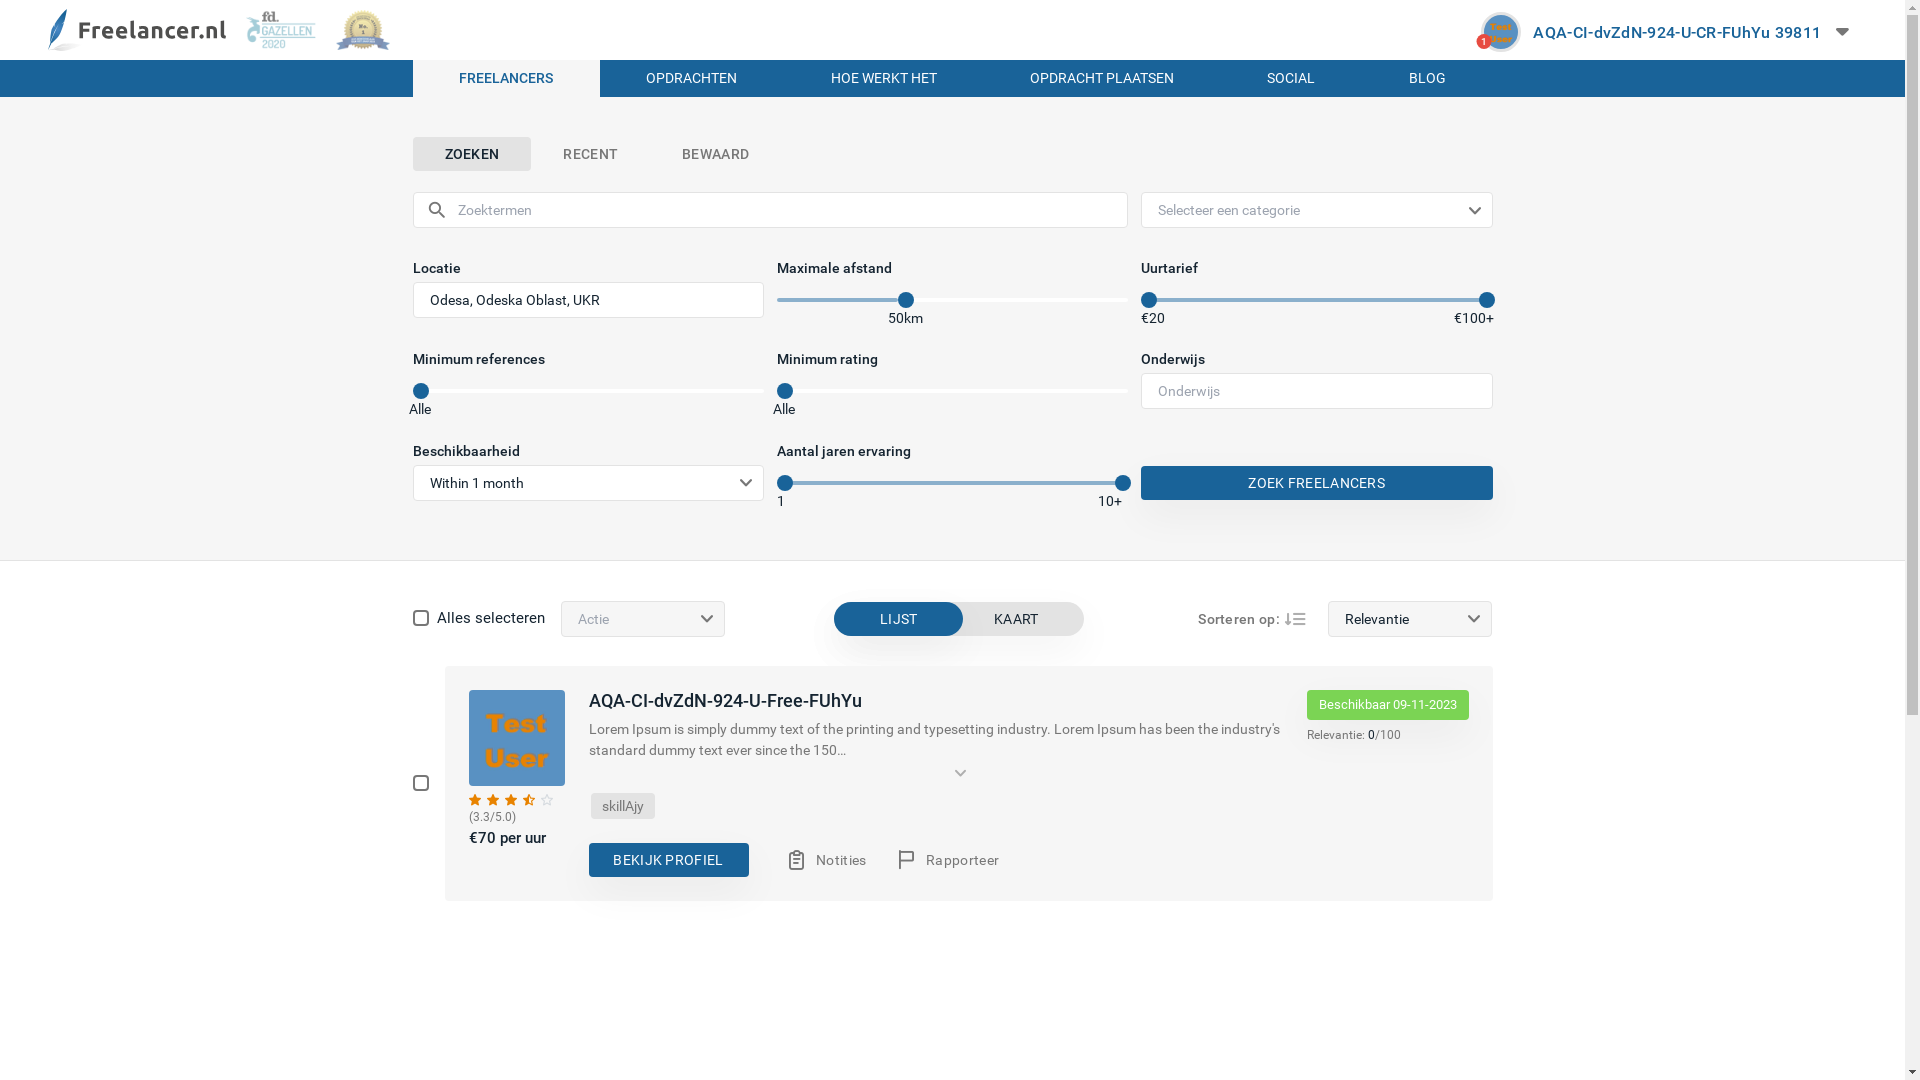 Freelancer.nl
fd.
GAZELLEN
2020
No.
1
Test
User
1
AQA-CI-dvZdN-924-U-CR-FUhYu 39811
FREELANCERS
OPDRACHTEN
HOE WERKT HET
OPDRACHT PLAATSEN
SOCIAL
BLOG
ZOEKEN
RECENT
BEWAARD
Zoektermen
Selecteer een categorie
Locatie
Maximale afstand
Uurtarief
Odesa, Odeska Oblast, UKR
50km
€20
€100+
Minimum references
Minimum rating
Onderwijs
Alle
Alle
Onderwijs
Beschikbaarheid
Aantal jaren ervaring
Within 1 month
1
10+
ZOEK FREELANCERS
Alles selecteren
Actie
LIJST
KAART
Sorteren op:
Relevantie
Test
User
AQA-CI-dvZdN-924-U-Free-FUhYu
Lorem Ipsum is simply dummy text of the printing and typesetting industry. Lorem Ipsum has been the industry's
standard dummy text ever since the 150...
Beschikbaar 09-11-2023
Relevantie: 0/100
skillAjy
(3.3/5.0)
€70 per uur
BEKIJK PROFIEL
Notities
Rapporteer